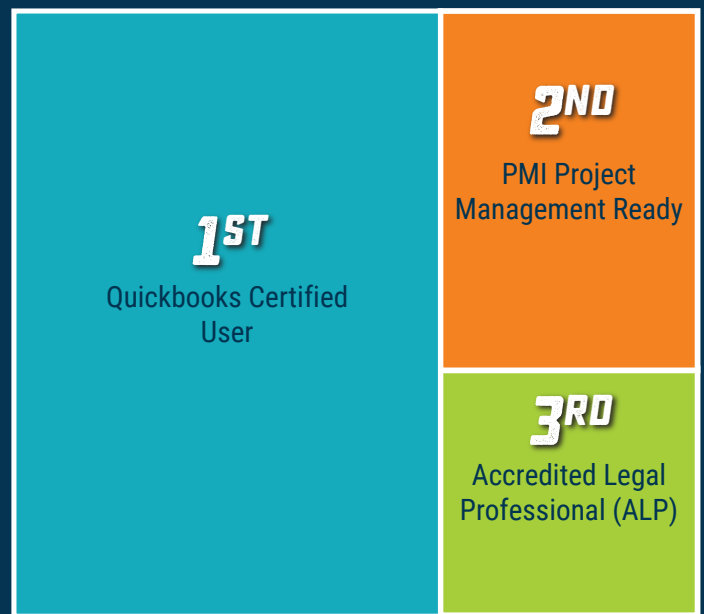 1ST
Quickbooks Certified
User
2ND
PMI Project
Management Ready
3RD
Accredited Legal
Professional (ALP)